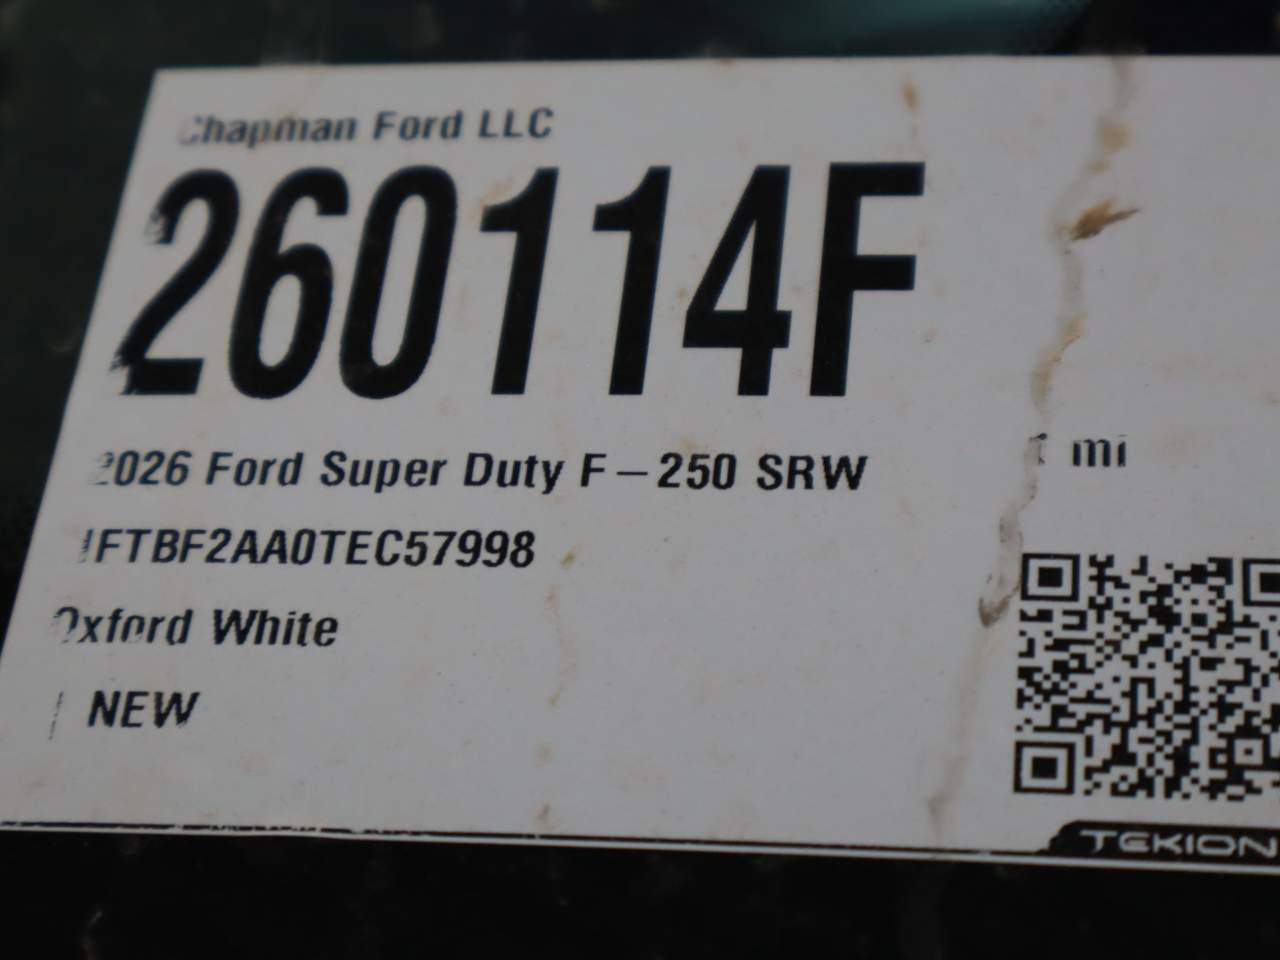 Chapman Ford LLC
260114F
2026 Ford Super Duty F-250 SRW
mi
1FTBF2AA0TEC57998
Oxford White
NEW
TEKION